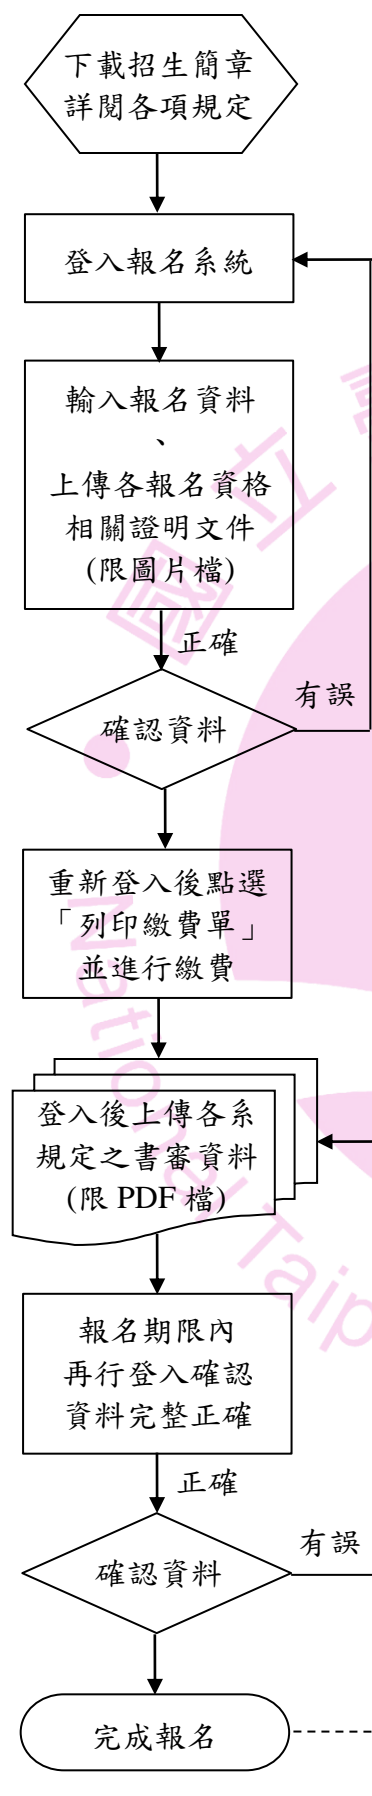 下載招生簡章
詳閱各項規定
登入報名系統
輸入報名資料
、
上傳各報名資格
相關證明文件
(限圖片檔)
正確
有誤
確認資料
重新登入後點選
「列印繳費單」
並進行繳費
登入後上傳各系
規定之書審資料
(限 PDF 檔)
報名期限內
再行登入確認
資料完整正確
正確
有誤
確認資料
完成報名
國立
National Taip